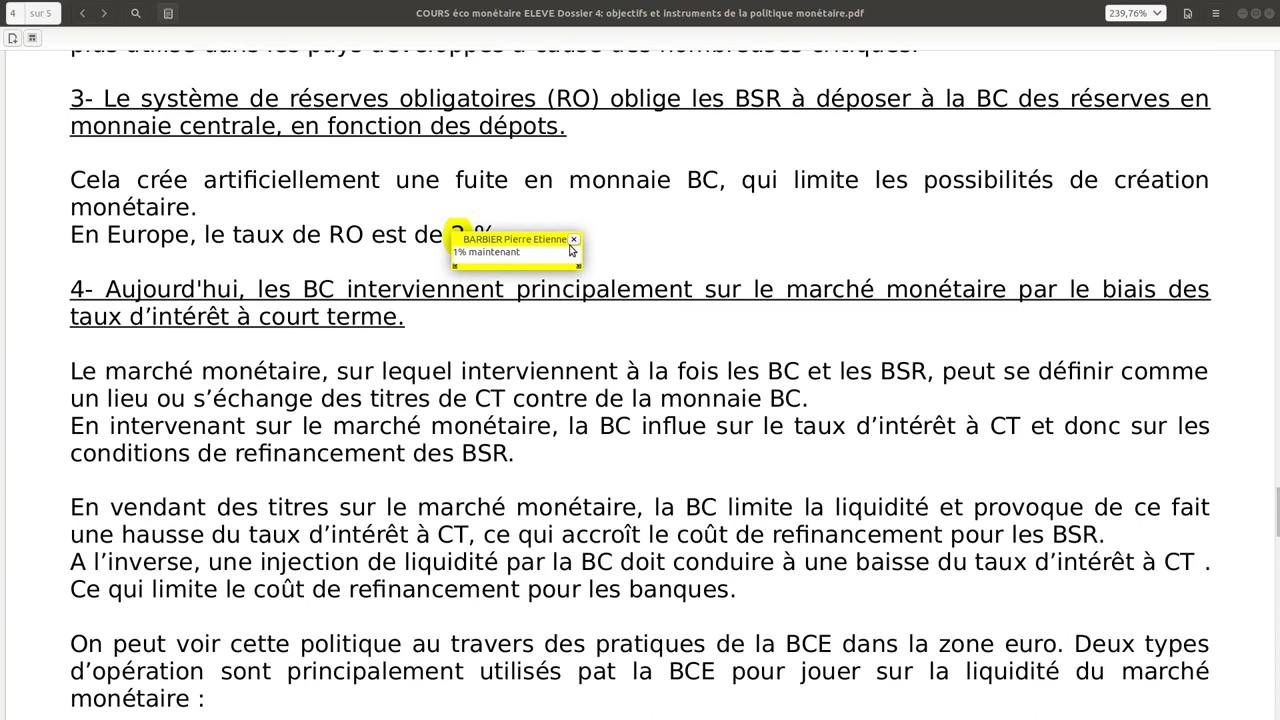 4 sur 5
COURS éco monétaire ELEVE Dossier 4: objectifs et instruments de la politique monétaire.pdf
239,76%
plus utilisé dans les pays développés à cause des nombreuses critiques.
3- Le système de réserves obligatoires (RO) oblige les BSR à déposer à la BC des réserves en
monnaie centrale, en fonction des dépots.
Cela crée artificiellement une fuite en monnaie BC, qui limite les possibilités de création
monétaire.
En Europe, le taux de RO est de %
BARBIER Pierre Etienne
1% maintenant
4- Aujourd'hui, les BC interviennent principalement sur le marché monétaire par le biais des
taux d’intérêt à court terme.
Le marché monétaire, sur lequel interviennent à la fois les BC et les BSR, peut se définir comme
un lieu ou s’échange des titres de CT contre de la monnaie BC.
En intervenant sur le marché monétaire, la BC influe sur le taux d’intérêt à CT et donc sur les
conditions de refinancement des BSR.
En vendant des titres sur le marché monétaire, la BC limite la liquidité et provoque de ce fait
une hausse du taux d’intérêt à CT, ce qui accroît le coût de refinancement pour les BSR.
A l’inverse, une injection de liquidité par la BC doit conduire à une baisse du taux d’intérêt à CT .
Ce qui limite le coût de refinancement pour les banques.
On peut voir cette politique au travers des pratiques de la BCE dans la zone euro. Deux types
d’opération sont principalement utilisés pat la BCE pour jouer sur la liquidité du marché
monétaire :